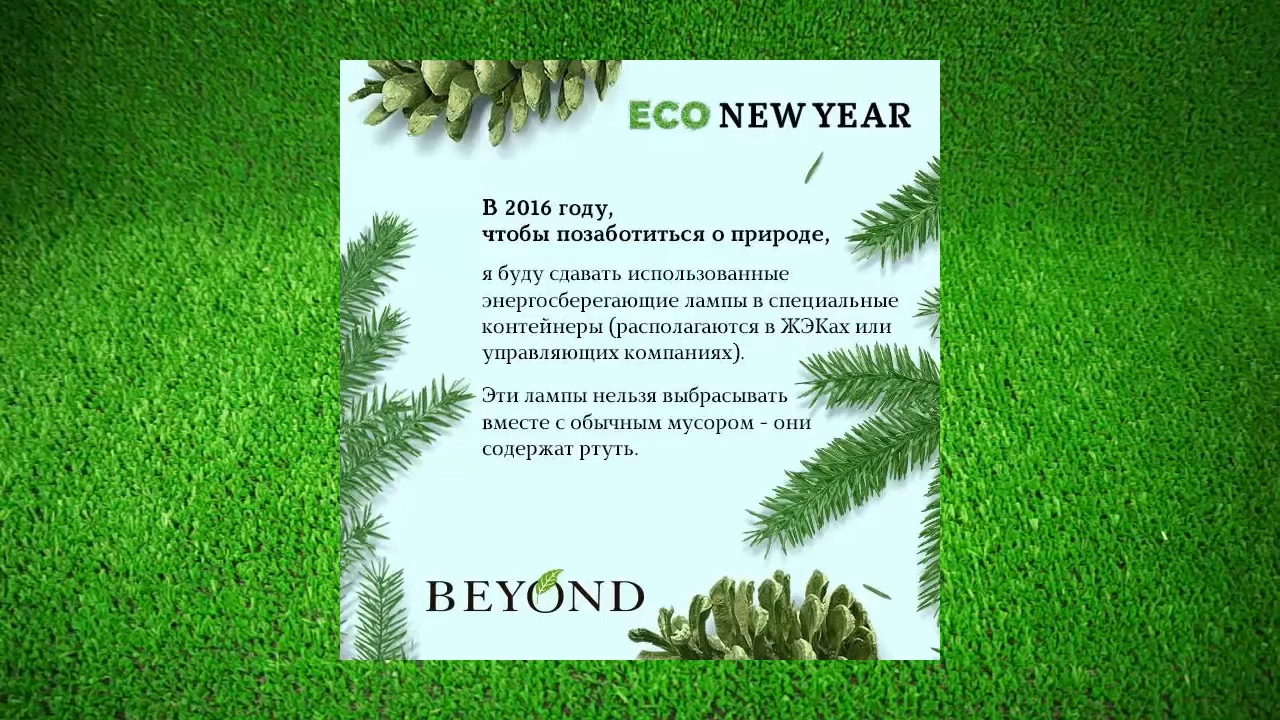 ECO NEW YEAR
В 2016 году,
чтобы позаботиться о природе,
я буду сдавать использованные
энергосберегающие лампы в специальные
контейнеры (располагаются в ЖЭКах или
управляющих компаниях).
Эти лампы нельзя выбрасывать
вместе с обычным мусором - они
содержат ртуть.
BEYOND